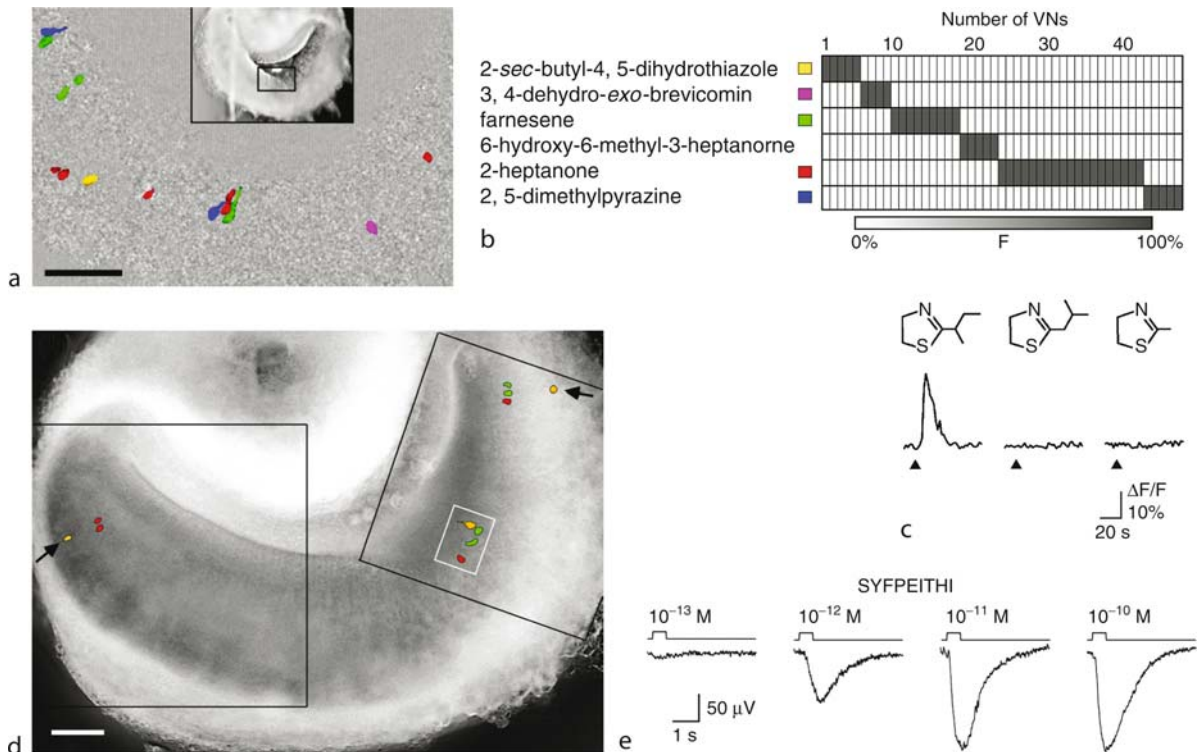 a
Number of VNs
1 10 20 30 40
2-sec-butyl-4, 5-dihydrothiazole
3, 4-dehydro-exo-brevicomin
farnesene
6-hydroxy-6-methyl-3-heptanorne
2-heptanone
2, 5-dimethylpyrazine
0% F 100%
b
N N N
S S S
ΔF/F
10%
20 s
c
d
SYFPEITHI
10⁻¹³ M 10⁻¹² M 10⁻¹¹ M 10⁻¹⁰ M
50 μV
1 s
e